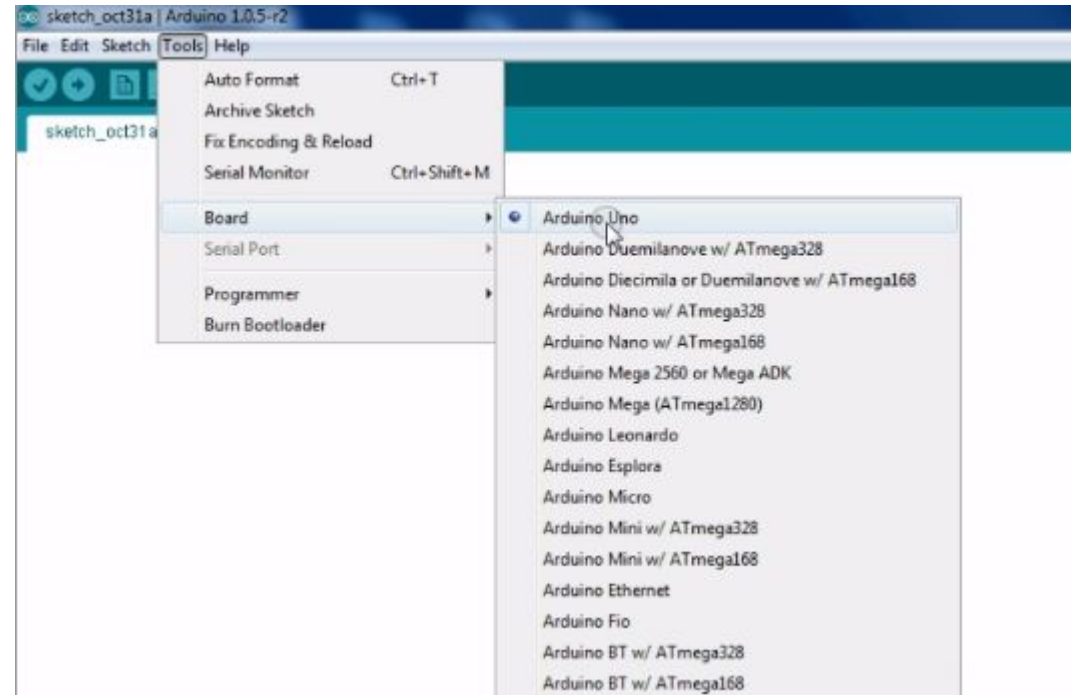 sketch_oct31a | Arduino 1.0.5-r2
File Edit Sketch Tools Help
Auto Format Ctrl+T
Archive Sketch
sketch_oct31a
Fix Encoding & Reload
Serial Monitor Ctrl+Shift+M
Board
Arduino Uno
Serial Port
Arduino Duemilanove w/ ATmega328
Arduino Diecimila or Duemilanove w/ ATmega168
Programmer
Arduino Nano w/ ATmega328
Burn Bootloader
Arduino Nano w/ ATmega168
Arduino Mega 2560 or Mega ADK
Arduino Mega (ATmega1280)
Arduino Leonardo
Arduino Esplora
Arduino Micro
Arduino Mini w/ ATmega328
Arduino Mini w/ ATmega168
Arduino Ethernet
Arduino Fio
Arduino BT w/ ATmega328
Arduino BT w/ ATmega168